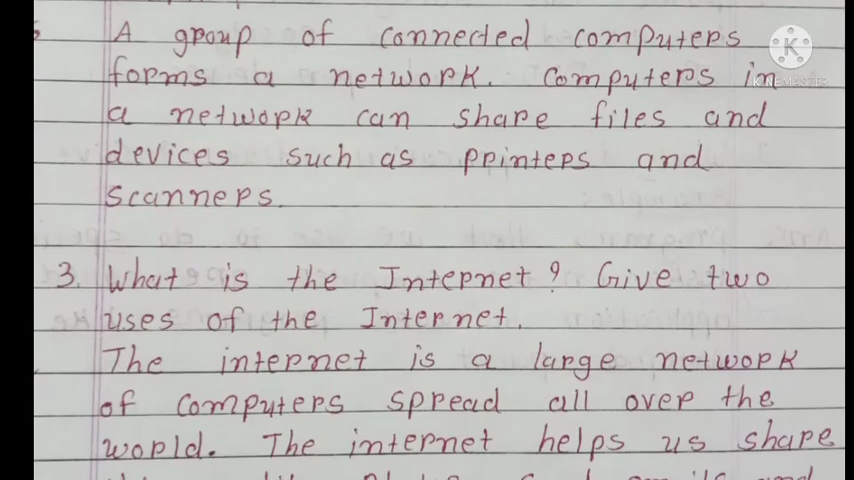 A group of connected computers
forms a network. Computers in
a network can share files and
devices such as printers and
scanners.
3. What is the Internet? Give two
uses of the Internet.
The internet is a large network
of computers spread all over the
world. The internet helps us share
K
KINEMASTER